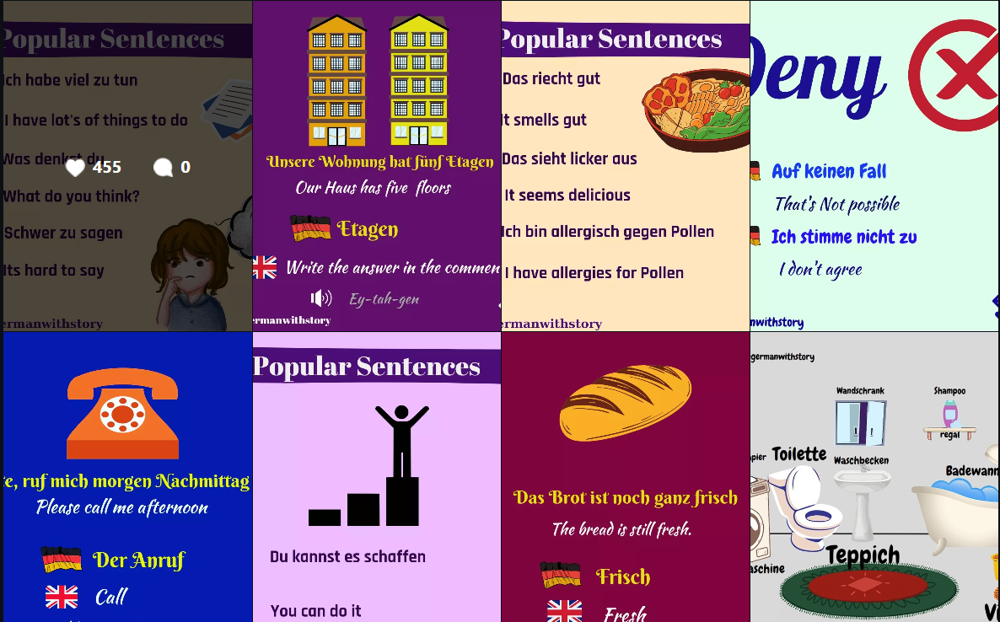 Popular Sentences
Ich habe viel zu tun
I have lot's of things to do
Was denkst du
455
0
What do you think?
Schwer zu sagen
Its hard to say
ermanwithstory
Unsere Wohnung hat fünf Etagen
Our Haus has five floors
Etagen
Write the answer in the commen
Ey-tah-gen
rmanwithstory
Popular Sentences
Das riecht gut
It smells gut
Das sieht licker aus
It seems delicious
Ich bin allergisch gegen Pollen
I have allergies for Pollen
ermanwithstory
Deny
Auf keinen Fall
That's Not possible
Ich stimme nicht zu
I don't agree
nwithstory
e, ruf mich morgen Nachmittag
Please call me afternoon
Der Anruf
Call
Popular Sentences
Du kannst es schaffen
You can do it
Das Brot ist noch ganz frisch
The bread is still fresh.
Frisch
Fresh
germanwithstory
Wandschrank
Shampoo
regal
pier
Toilette
Waschbecken
Badewann
Teppich
aschine
Vi